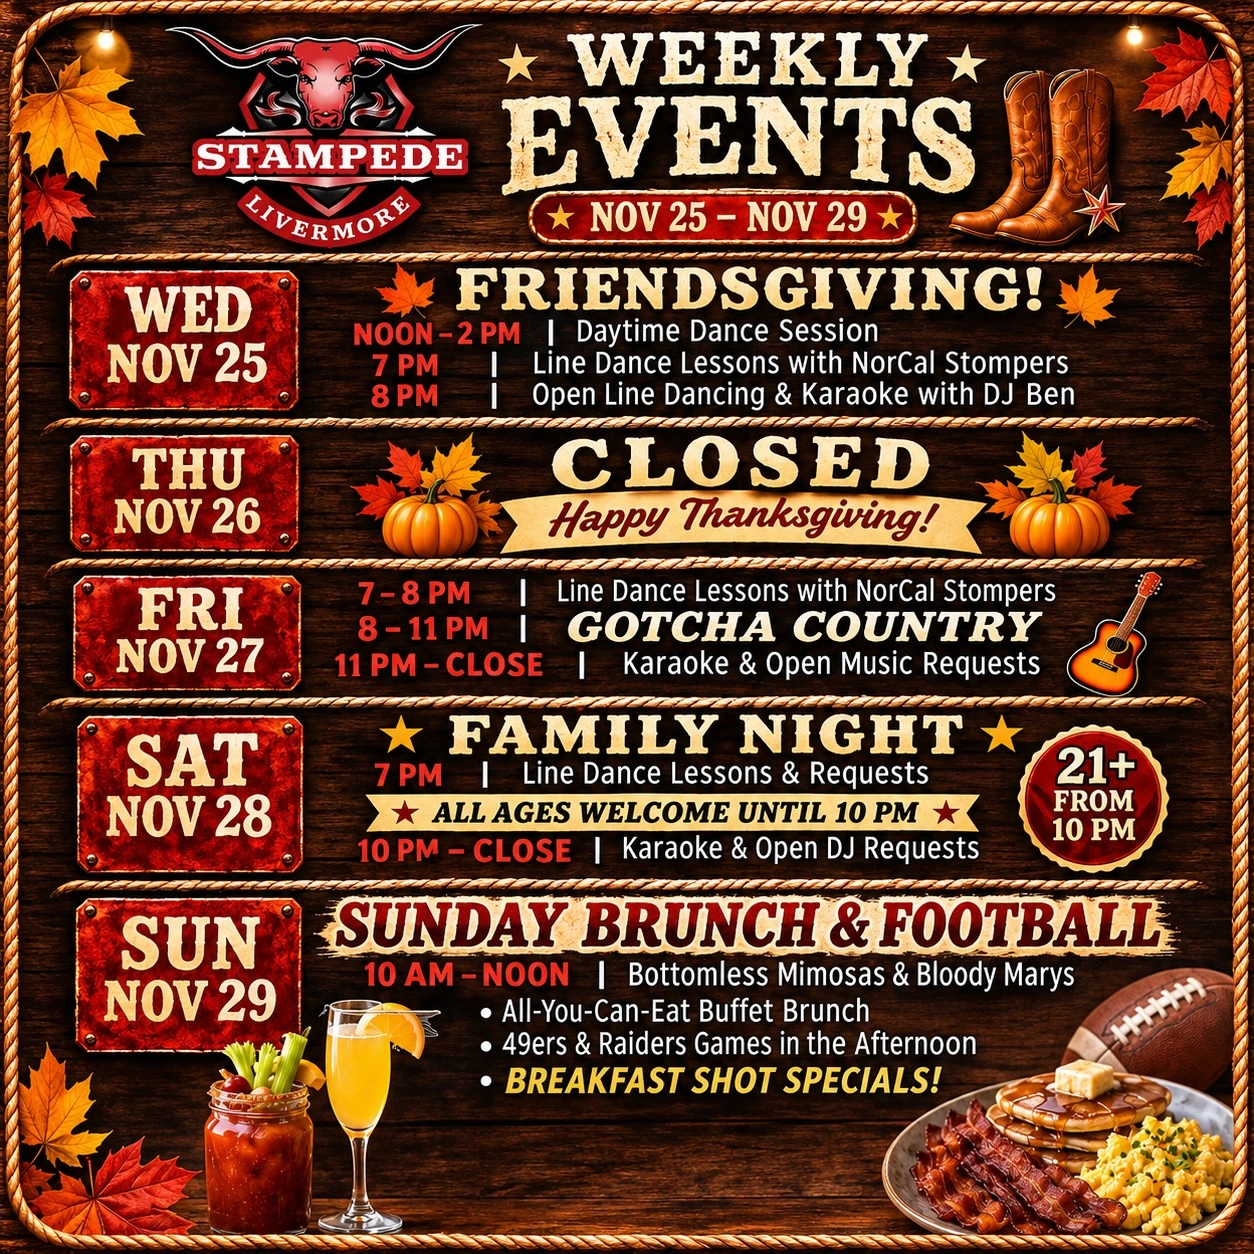 STAMPEDE
LIVERMORE
WEEKLY
EVENTS
NOV 25 – NOV 29
WED
NOV 25
FRIENDSGIVING!
NOON – 2 PM | Daytime Dance Session
7 PM | Line Dance Lessons with NorCal Stompers
8 PM | Open Line Dancing & Karaoke with DJ Ben
THU
NOV 26
CLOSED
Happy Thanksgiving!
FRI
NOV 27
7 – 8 PM | Line Dance Lessons with NorCal Stompers
8 – 11 PM | GOTCHA COUNTRY
11 PM – CLOSE | Karaoke & Open Music Requests
SAT
NOV 28
FAMILY NIGHT
7 PM | Line Dance Lessons & Requests
ALL AGES WELCOME UNTIL 10 PM
10 PM – CLOSE | Karaoke & Open DJ Requests
21+
FROM
10 PM
SUN
NOV 29
SUNDAY BRUNCH & FOOTBALL
10 AM – NOON | Bottomless Mimosas & Bloody Marys
• All-You-Can-Eat Buffet Brunch
• 49ers & Raiders Games in the Afternoon
• BREAKFAST SHOT SPECIALS!